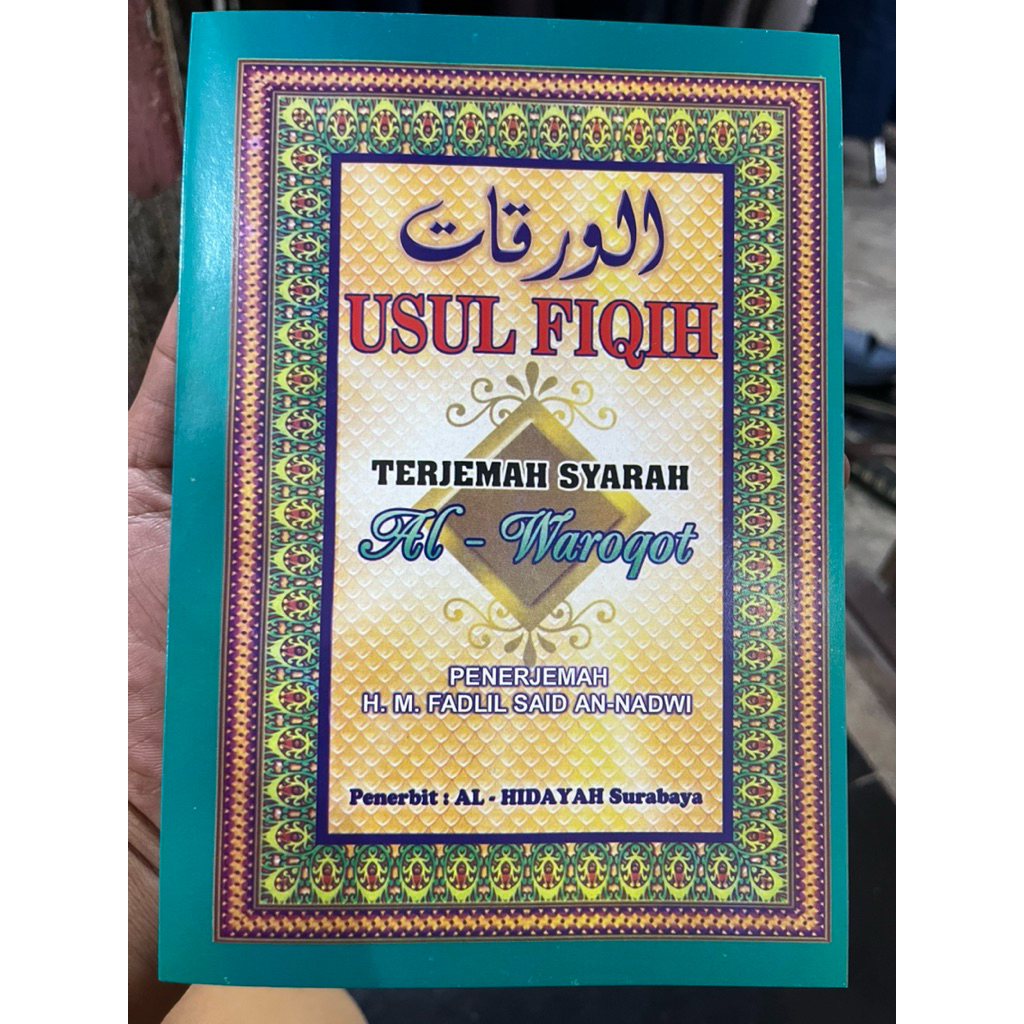 الورقات
USUL FIQIH
TERJEMAH SYARAH
Al - Waroqot
PENERJEMAH
H. M. FADLIL SAID AN-NADWI
Penerbit : AL - HIDAYAH Surabaya